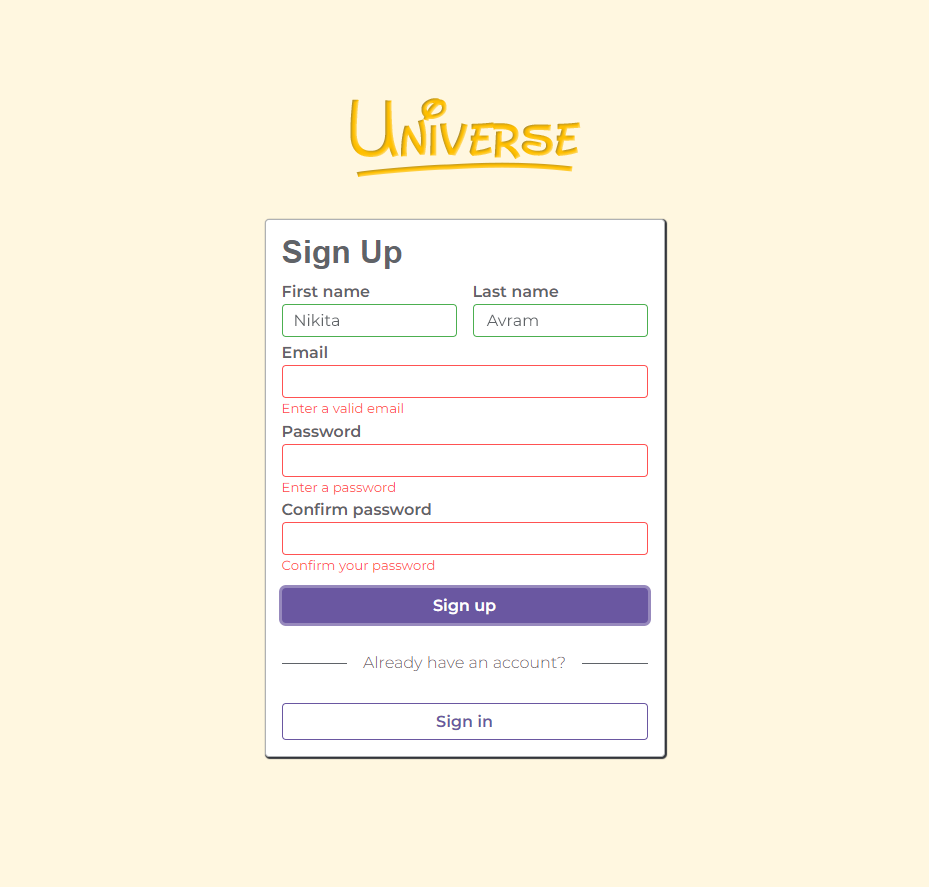 UNIVERSE
Sign Up
First name Last name
Nikita Avram
Email
Enter a valid email
Password
Enter a password
Confirm password
Confirm your password
Sign up
Already have an account?
Sign in